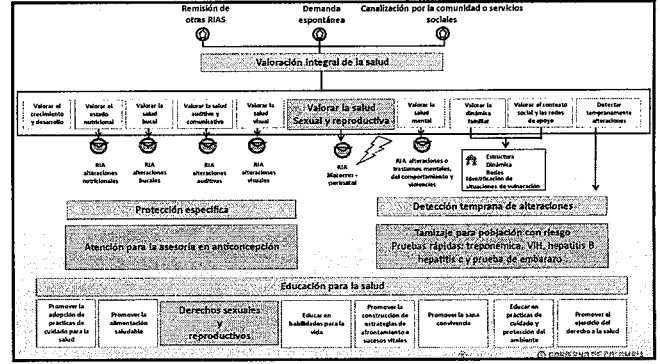 Remisión de
otras RIAS
Demanda
espontánea
Canalización por la comunidad o servicios
sociales
Valoración integral de la salud
Valorar el
crecimiento
y desarrollo
Valorar el
estado
nutricional
Valorar la
salud
bucal
Valorar la salud
auditiva y
comunicativa
Valorar la
salud
visual
Valorar la salud
Sexual y reproductiva
Valorar la
salud
mental
Valorar la
dinámica
familiar
Valorar el contexto
social y las redes
de apoyo
Detectar
tempranamente
alteraciones
RIA
alteraciones
nutricionales
RIA
alteraciones
bucales
RIA
alteraciones
auditivas
RIA
alteraciones
visuales
RIA
Materno -
perinatal
RIA alteraciones o
trastornos mentales,
del comportamiento y
violencias
Estructura
Dinámica
Redes
Identificación de
situaciones de vulneración
Protección específica
Detección temprana de alteraciones
Atención para la asesoría en anticoncepción
Tamizaje para población con riesgo
Pruebas rápidas: treponémica, VIH, hepatitis B
hepatitis c y prueba de embarazo
Educación para la salud
Promover la
adopción de
prácticas de
cuidado para la
salud
Promover la
alimentación
saludable
Derechos sexuales
y
reproductivos
Educar en
habilidades para la
vida
Promover la
construcción de
estrategias de
afrontamiento a
sucesos vitales
Promover la sana
convivencia
Educar en
prácticas de
cuidado y
protección del
ambiente
Promover el
ejercicio del
derecho a la salud